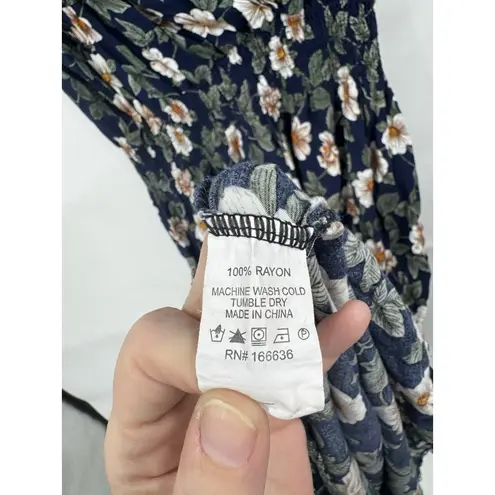 100% RAYON
MACHINE WASH COLD
TUMBLE DRY
MADE IN CHINA
RN# 166636